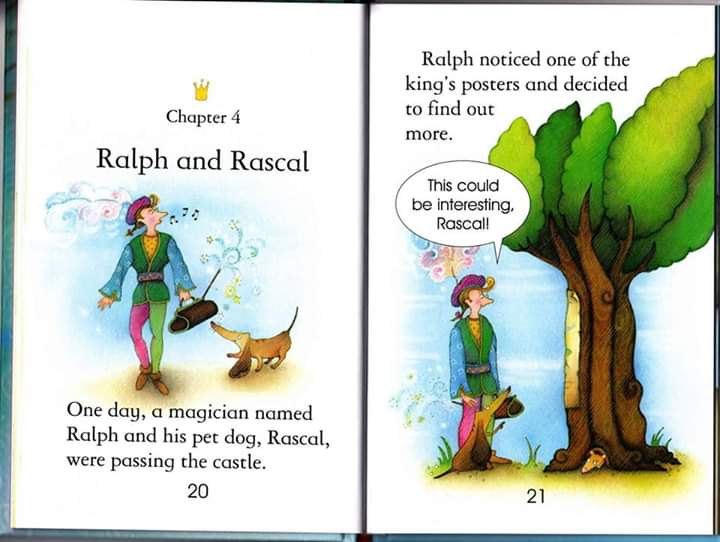 Chapter 4
Ralph and Rascal
One day, a magician named
Ralph and his pet dog, Rascal,
were passing the castle.
20
Ralph noticed one of the
king's posters and decided
to find out
more.
This could
be interesting,
Rascal!
21